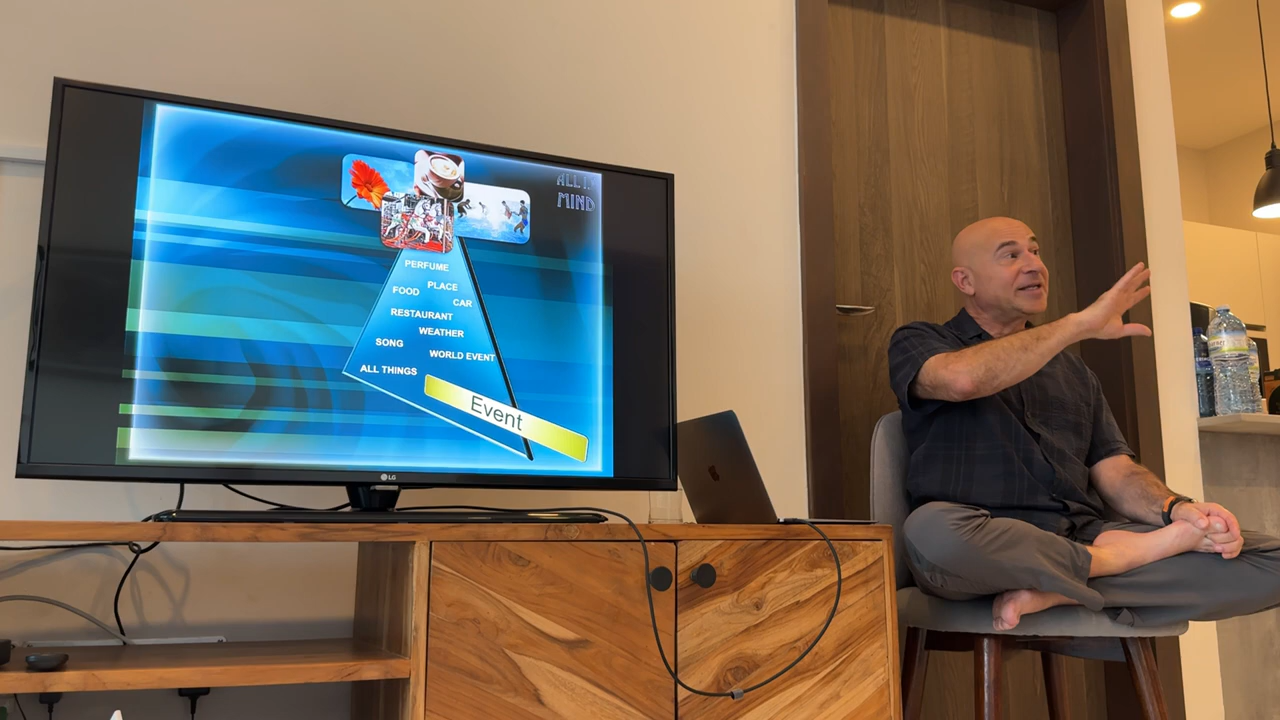 ALL IN
MIND
PERFUME
PLACE
FOOD
CAR
RESTAURANT
WEATHER
SONG
WORLD EVENT
ALL THINGS
Event
LG